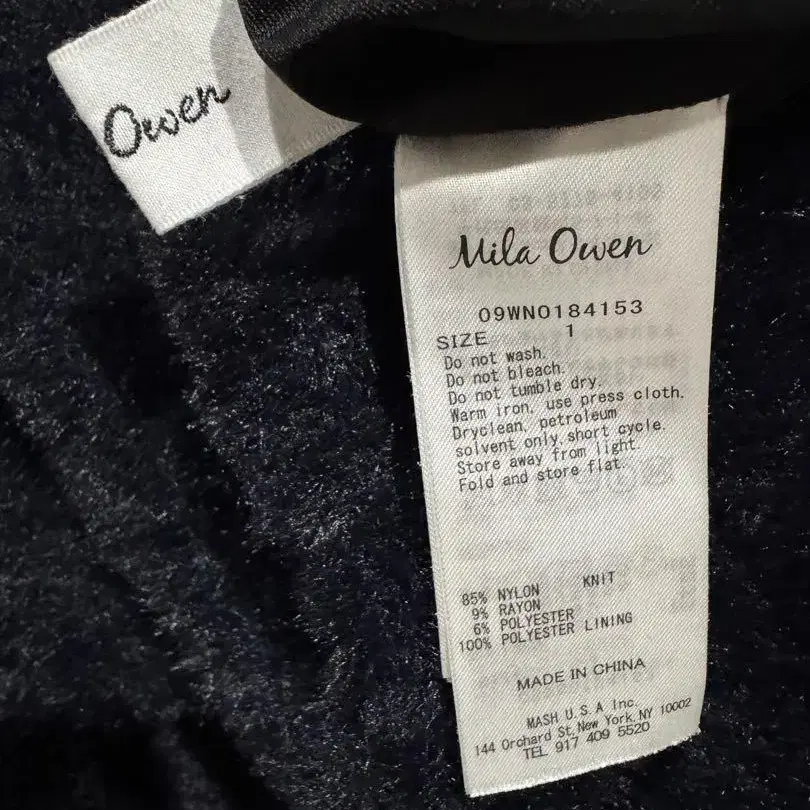 Owen
Mila Owen
09WNO184153
SIZE 1
Do not wash.
Do not bleach.
Do not tumble dry.
Warm iron, use press cloth.
Dryclean, petroleum
solvent only,short cycle.
Store away from light.
Fold and store flat.
85% NYLON KNIT
9% RAYON
6% POLYESTER
100% POLYESTER LINING
MADE IN CHINA
MASH U.S.A Inc.
144 Orchard St,New York,NY 10002
TEL 917 409 5520